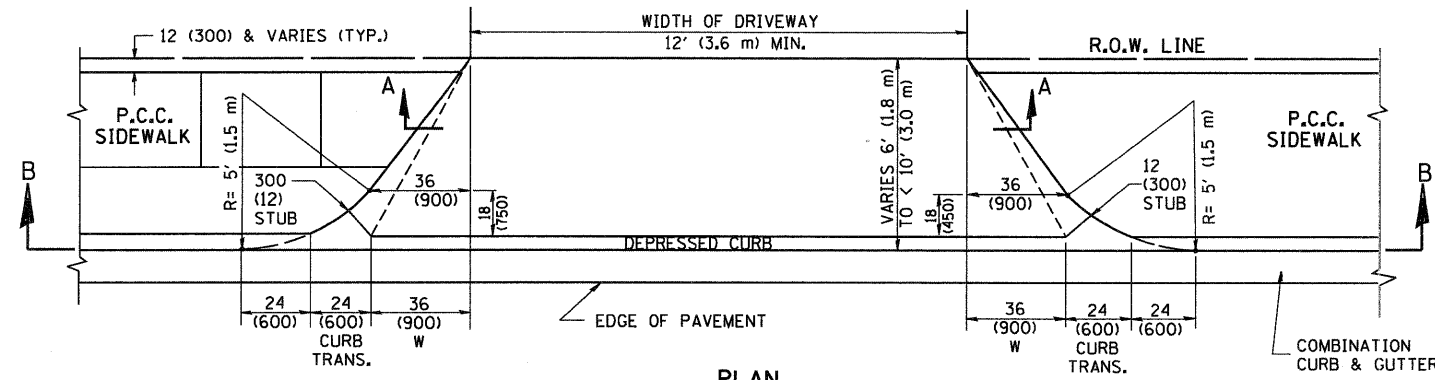 WIDTH OF DRIVEWAY
12' (3.6 m) MIN.
12 (300) & VARIES (TYP.)
R.O.W. LINE
A
A
P.C.C.
SIDEWALK
P.C.C.
SIDEWALK
R= 5' (1.5 m)
VARIES 6' (1.8 m)
TO < 10' (3.0 m)
R= 5' (1.5 m)
300
(12)
STUB
36
(900)
18
(750)
36
(900)
18
(450)
12
(300)
STUB
B
B
DEPRESSED CURB
24
(600)
24
(600)
CURB
TRANS.
36
(900)
W
EDGE OF PAVEMENT
36
(900)
W
24
(600)
CURB
TRANS.
24
(600)
COMBINATION
CURB & GUTTER
PLAN